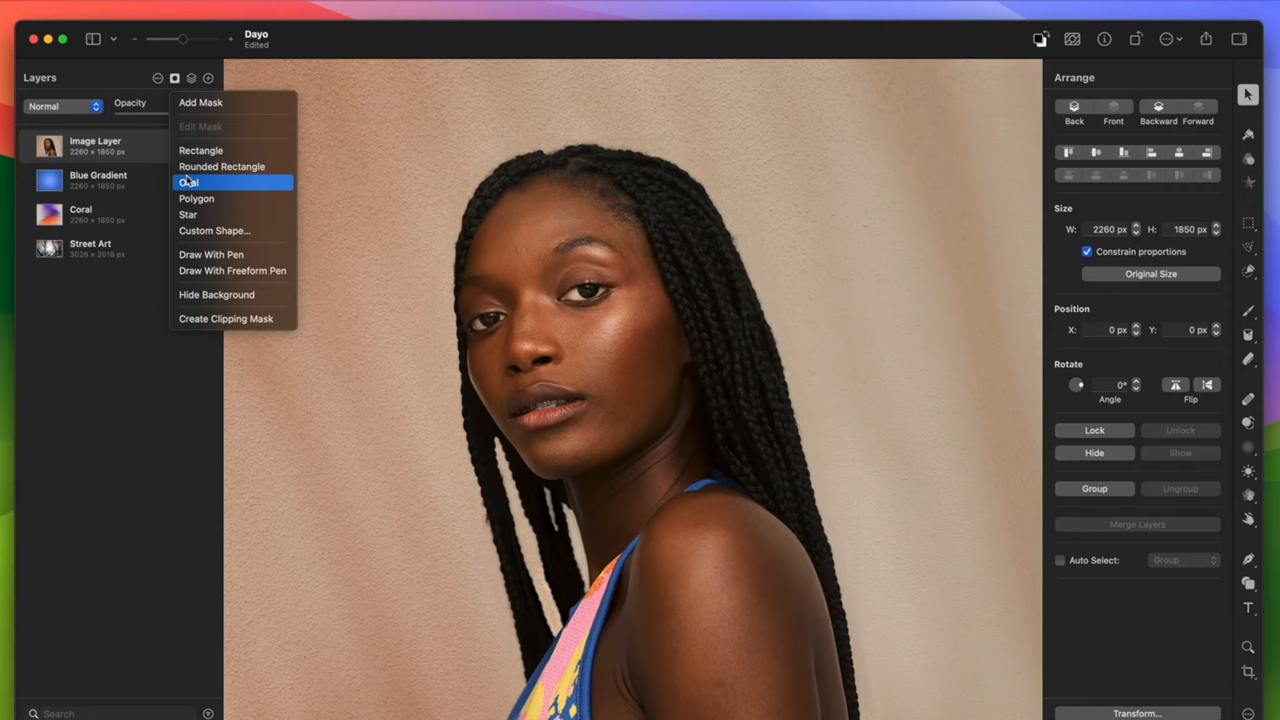 Dayo
Edited
Layers
Normal
Opacity
Image Layer
2260 × 1850 px
Blue Gradient
2260 × 1850 px
Coral
2260 × 1850 px
Street Art
3028 × 2018 px
Search
Add Mask
Edit Mask
Rectangle
Rounded Rectangle
Oval
Polygon
Star
Custom Shape...
Draw With Pen
Draw With Freeform Pen
Hide Background
Create Clipping Mask
Arrange
Back Front Backward Forward
Size
W: 2260 px H: 1850 px
Constrain proportions
Original Size
Position
X: 0 px Y: 0 px
Rotate
0°
Angle Flip
Lock Unlock
Hide Show
Group Ungroup
Merge Layers
Auto Select: Group
Transform...